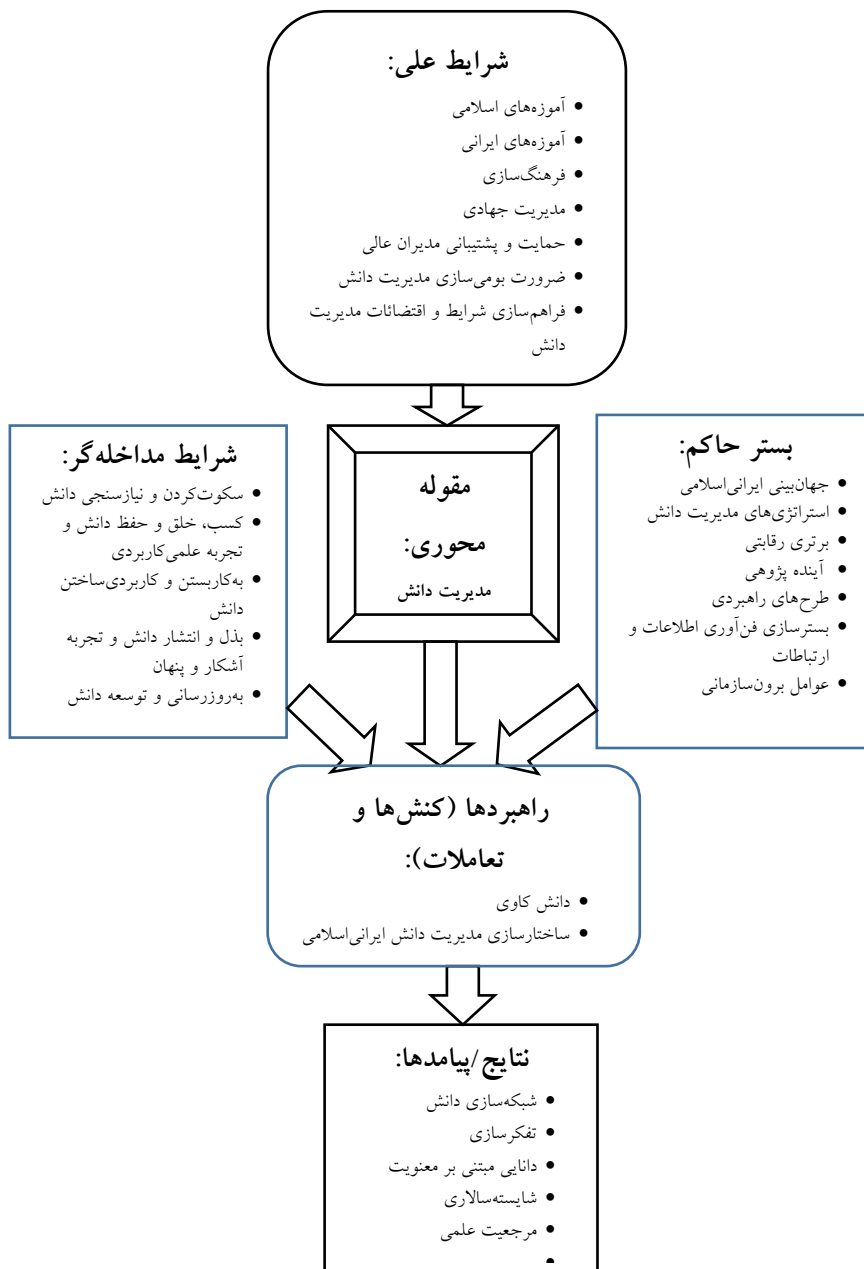 شرایط علی:
• آموزه‌های اسلامی
• آموزه‌های ایرانی
• فرهنگ‌سازی
• مدیریت جهادی
• حمایت و پشتیبانی مدیران عالی
• ضرورت بومی‌سازی مدیریت دانش
• فراهم‌سازی شرایط و اقتضائات مدیریت
دانش
بستر حاکم:
• جهان‌بینی ایرانی‌اسلامی
• استراتژی‌های مدیریت دانش
• برتری رقابتی
• آینده پژوهی
• طرح‌های راهبردی
• بسترسازی فن‌آوری اطلاعات و
ارتباطات
• عوامل برون‌سازمانی
مقوله
محوری:
مدیریت دانش
شرایط مداخله‌گر:
• سکوت‌کردن و نیازسنجی دانش
• کسب، خلق و حفظ دانش و
تجربه علمی‌کاربردی
• به‌کاربستن و کاربردی‌ساختن
دانش
• بذل و انتشار دانش و تجربه
آشکار و پنهان
• به‌روزرسانی و توسعه دانش
راهبردها (کنش‌ها و
تعاملات):
• دانش کاوی
• ساختارسازی مدیریت دانش ایرانی‌اسلامی
نتایج/پیامدها:
• شبکه‌سازی دانش
• تفکرسازی
• دانایی مبتنی بر معنویت
• شایسته‌سالاری
• مرجعیت علمی
•